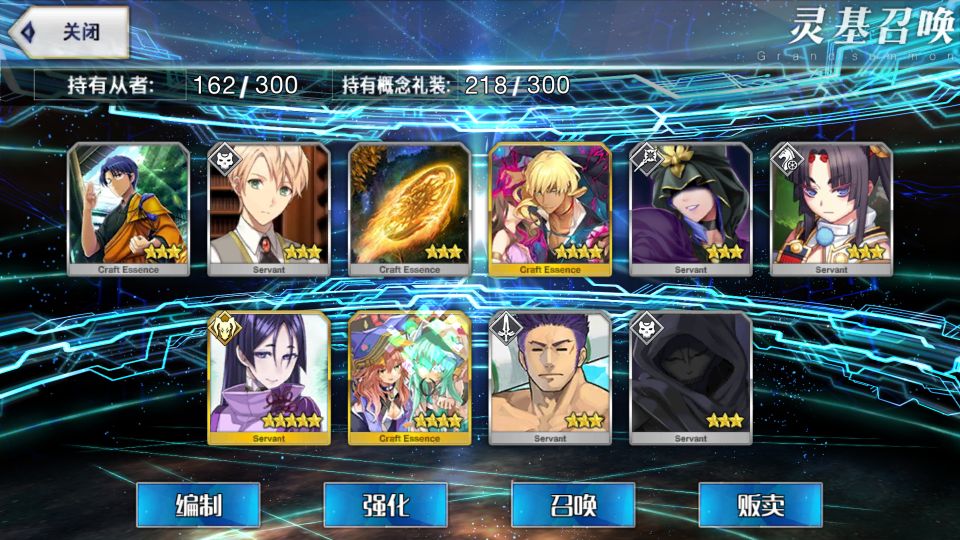 关闭
灵基召唤
Grand summon
持有从者: 162/300 持有概念礼装: 218/300
Craft Essence
Servant
Craft Essence
Craft Essence
Servant
Servant
Servant
Craft Essence
Servant
Servant
编制
强化
召唤
贩卖